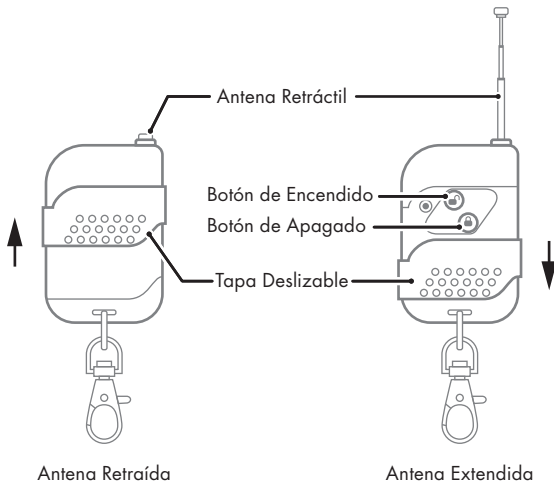 Antena Retráctil
Botón de Encendido
Botón de Apagado
Tapa Deslizable
Antena Retraída
Antena Extendida